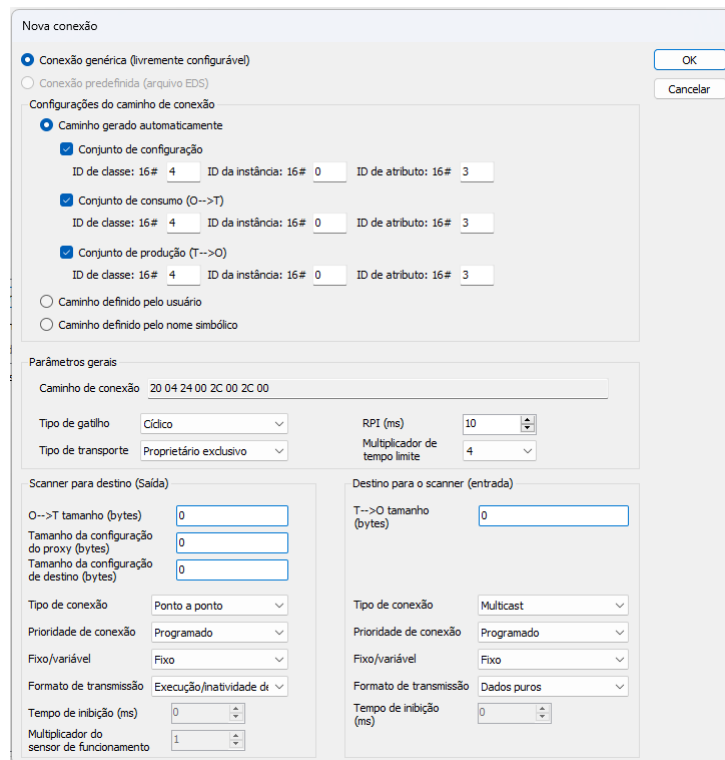 Nova conexão
Conexão genérica (livremente configurável)
OK
Conexão predefinida (arquivo EDS)
Cancelar
Configurações do caminho de conexão
Caminho gerado automaticamente
Conjunto de configuração
ID de classe: 16# 4 ID da instância: 16# 0 ID de atributo: 16# 3
Conjunto de consumo (O-->T)
ID de classe: 16# 4 ID da instância: 16# 0 ID de atributo: 16# 3
Conjunto de produção (T-->O)
ID de classe: 16# 4 ID da instância: 16# 0 ID de atributo: 16# 3
Caminho definido pelo usuário
Caminho definido pelo nome simbólico
Parâmetros gerais
Caminho de conexão 20 04 24 00 2C 00 2C 00
Tipo de gatilho Cíclico
RPI (ms) 10
Tipo de transporte Proprietário exclusivo
Multiplicador de
tempo limite 4
Scanner para destino (Saída)
O-->T tamanho (bytes) 0
Tamanho da configuração
do proxy (bytes) 0
Tamanho da configuração
de destino (bytes) 0
Tipo de conexão Ponto a ponto
Prioridade de conexão Programado
Fixo/variável Fixo
Formato de transmissão Execução/inatividade de
Tempo de inibição (ms) 0
Multiplicador do
sensor de funcionamento 1
Destino para o scanner (entrada)
T-->O tamanho
(bytes) 0
Tipo de conexão Multicast
Prioridade de conexão Programado
Fixo/variável Fixo
Formato de transmissão Dados puros
Tempo de inibição
(ms) 0